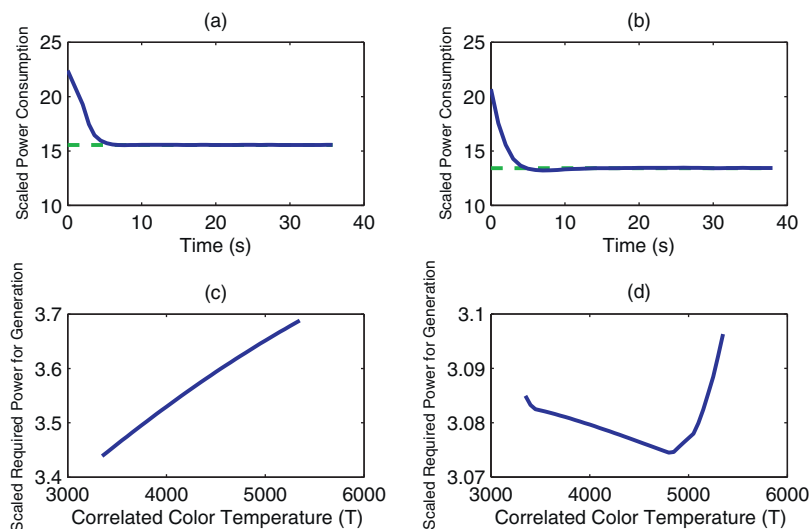 (a)
Scaled Power Consumption
25
20
15
10
0
10
20
30
40
Time (s)
(b)
Scaled Power Consumption
25
20
15
10
0
10
20
30
40
Time (s)
(c)
Scaled Required Power for Generation
3.7
3.6
3.5
3.4
3000
4000
5000
6000
Correlated Color Temperature (T)
(d)
Scaled Required Power for Generation
3.1
3.09
3.08
3.07
3000
4000
5000
6000
Correlated Color Temperature (T)